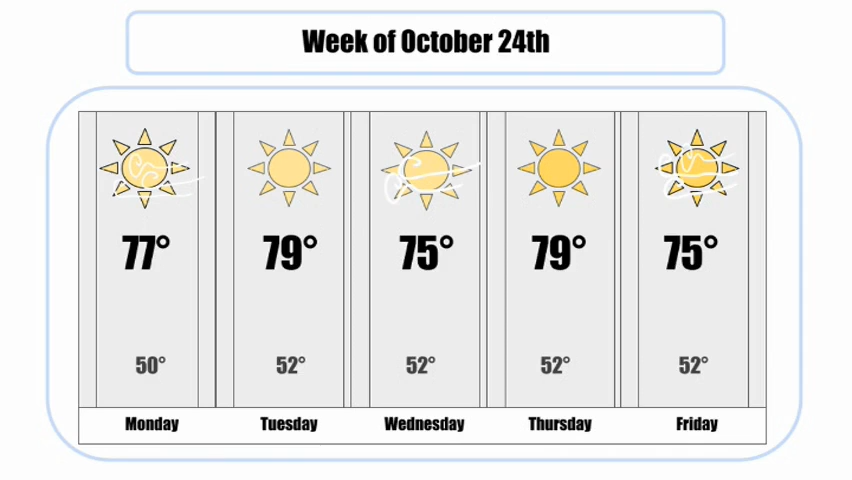 Week of October 24th
77° 79° 75° 79° 75°
50° 52° 52° 52° 52°
Monday Tuesday Wednesday Thursday Friday